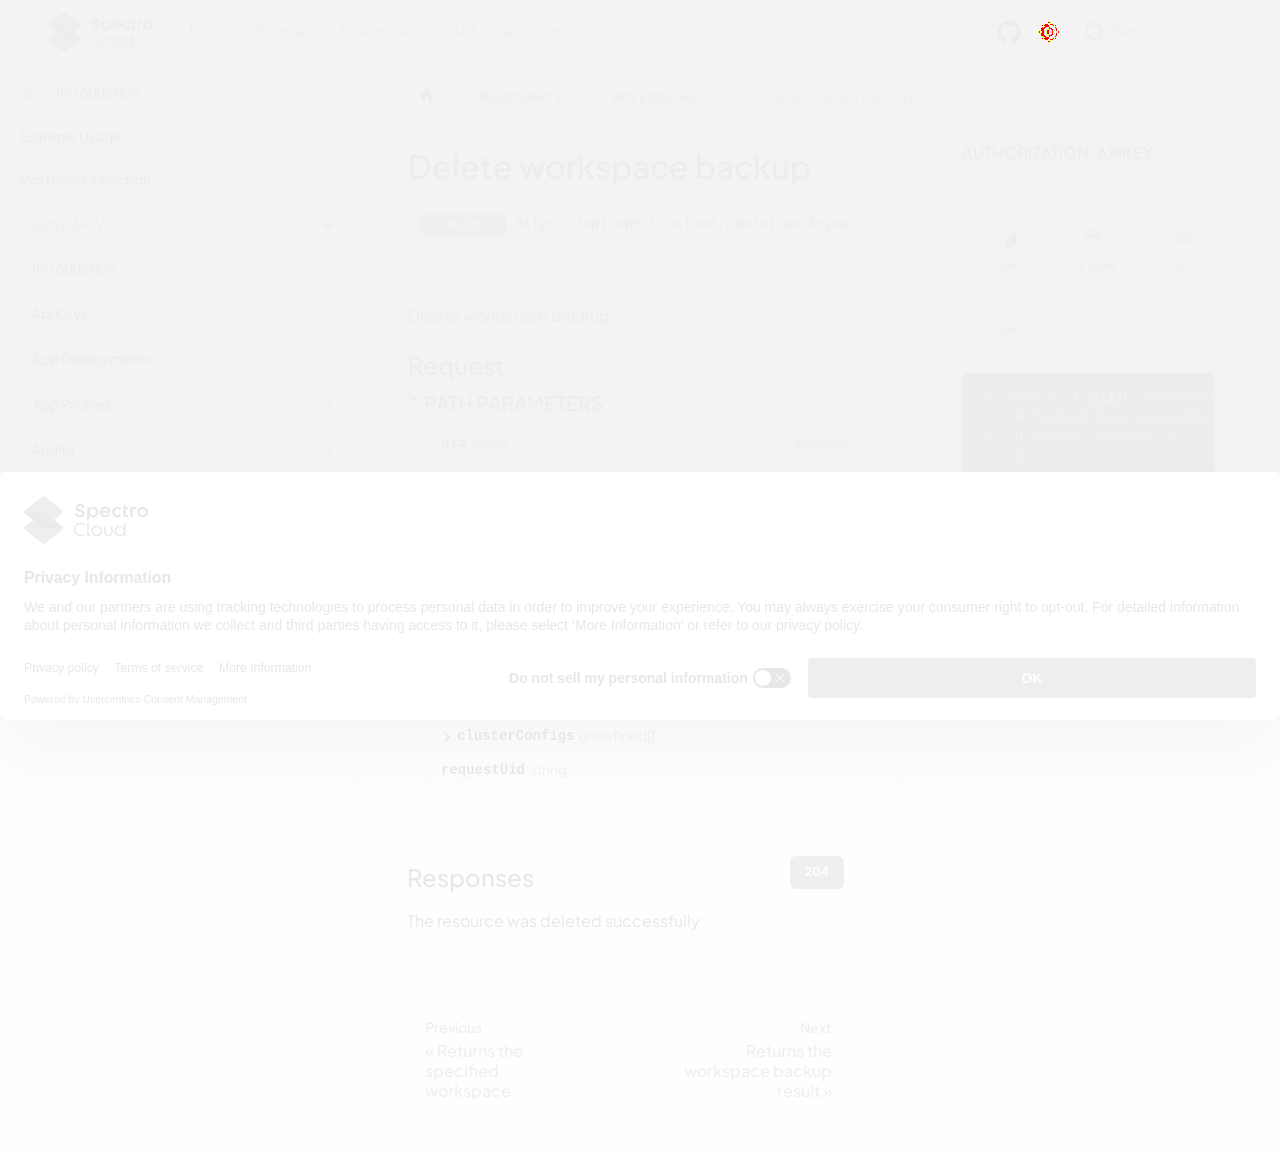 Spectro Cloud
Docs
Tutorials
Downloads
API
latest
Search
Introduction
Example Usage
Postman Collection
Palette API V1
Introduction
Api Keys
App Deployments
App Profiles
Audits
Palette API V1
Workspaces
Delete workspace backup
Delete workspace backup
https://api.spectrocloud.com/v1/workspa
Delete workspace backup
Request
PATH PARAMETERS
uid string
REQUIRED
AUTHORIZATION: APIKEY
CURL
PYTHON
GO
CURL
DELETE
Spectro Cloud
Privacy Information
We and our partners are using tracking technologies to process personal data in order to improve your experience. You may always exercise your consumer right to opt-out. For detailed information
about personal information we collect and third parties having access to it, please select ‘More Information’ or refer to our privacy policy.
Privacy policy
Terms of service
More Information
Powered by Usercentrics Consent Management
Do not sell my personal information
OK
clusterConfigs undefined[]
requestUid string
Responses
204
The resource was deleted successfully
Previous
« Returns the
specified
workspace
Next
Returns the
workspace backup
result »